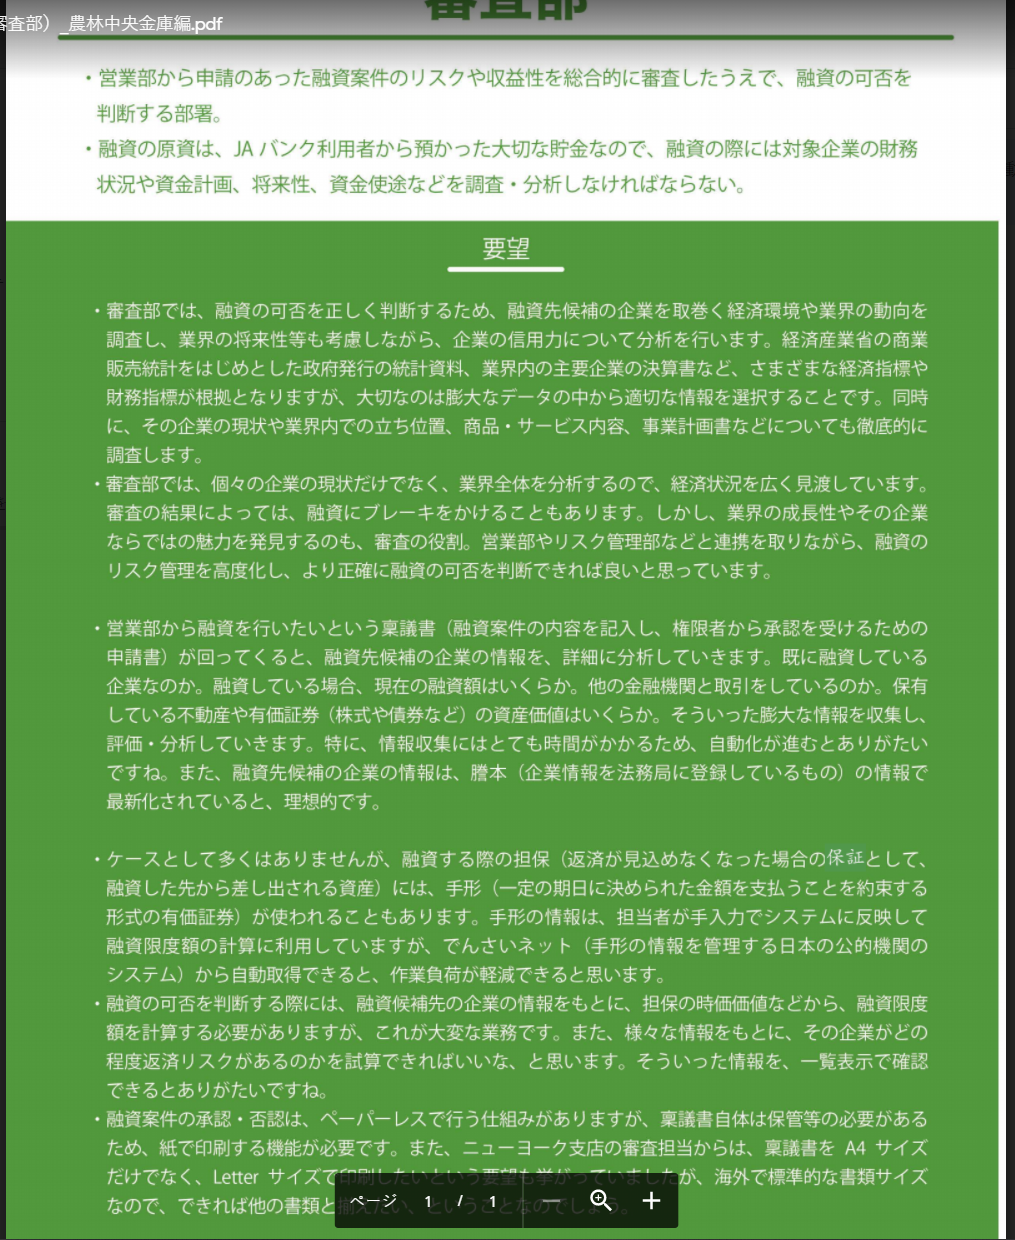 審査部
審査部）_農林中央金庫編.pdf
・営業部から申請のあった融資案件のリスクや収益性を総合的に審査したうえで、融資の可否を
判断する部署。
・融資の原資は、JA バンク利用者から預かった大切な貯金なので、融資の際には対象企業の財務
状況や資金計画、将来性、資金使途などを調査・分析しなければならない。
要望
・審査部では、融資の可否を正しく判断するため、融資先候補の企業を取巻く経済環境や業界の動向を
調査し、業界の将来性等も考慮しながら、企業の信用力について分析を行います。経済産業省の商業
販売統計をはじめとした政府発行の統計資料、業界内の主要企業の決算書など、さまざまな経済指標や
財務指標が根拠となりますが、大切なのは膨大なデータの中から適切な情報を選択することです。同時
に、その企業の現状や業界内での立ち位置、商品・サービス内容、事業計画書などについても徹底的に
調査します。
・審査部では、個々の企業の現状だけでなく、業界全体を分析するので、経済状況を広く見渡しています。
審査の結果によっては、融資にブレーキをかけることもあります。しかし、業界の成長性やその企業
ならではの魅力を発見するのも、審査の役割。営業部やリスク管理部などと連携を取りながら、融資の
リスク管理を高度化し、より正確に融資の可否を判断できれば良いと思っています。
・営業部から融資を行いたいという稟議書（融資案件の内容を記入し、権限者から承認を受けるための
申請書）が回ってくると、融資先候補の企業の情報を、詳細に分析していきます。既に融資している
企業なのか。融資している場合、現在の融資額はいくらか。他の金融機関と取引をしているのか。保有
している不動産や有価証券（株式や債券など）の資産価値はいくらか。そういった膨大な情報を収集し、
評価・分析していきます。特に、情報収集にはとても時間がかかるため、自動化が進むとありがたい
ですね。また、融資先候補の企業の情報は、謄本（企業情報を法務局に登録しているもの）の情報で
最新化されていると、理想的です。
・ケースとして多くはありませんが、融資する際の担保（返済が見込めなくなった場合の保証として、
融資した先から差し出される資産）には、手形（一定の期日に決められた金額を支払うことを約束する
形式の有価証券）が使われることもあります。手形の情報は、担当者が手入力でシステムに反映して
融資限度額の計算に利用していますが、でんさいネット（手形の情報を管理する日本の公的機関の
システム）から自動取得できると、作業負荷が軽減できると思います。
・融資の可否を判断する際には、融資候補先の企業の情報をもとに、担保の時価価値などから、融資限度
額を計算する必要がありますが、これが大変な業務です。また、様々な情報をもとに、その企業がどの
程度返済リスクがあるのかを試算できればいいな、と思います。そういった情報を、一覧表示で確認
できるとありがたいですね。
・融資案件の承認・否認は、ペーパーレスで行う仕組みがありますが、稟議書自体は保管等の必要がある
ため、紙で印刷する機能が必要です。また、ニューヨーク支店の審査担当からは、稟議書を A4 サイズ
だけでなく、Letter サイズで印刷したいという要望も挙がっていましたが、海外で標準的な書類サイズ
なので、できれば他の書類と揃えたい、ということなのでしょう。
ページ 1 / 1